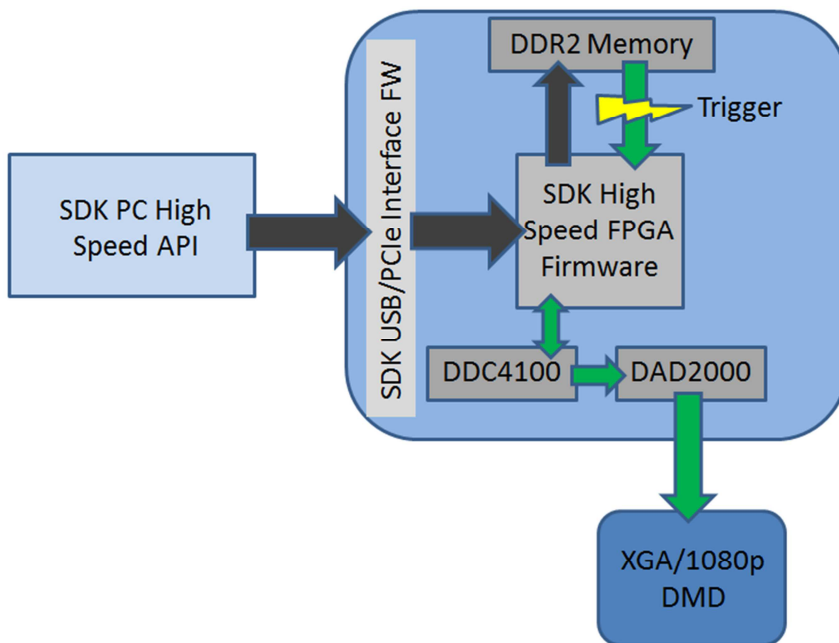 DDR2 Memory
Trigger
SDK USB/PCIe Interface FW
SDK PC High
Speed API
SDK High
Speed FPGA
Firmware
DDC4100
DAD2000
XGA/1080p
DMD